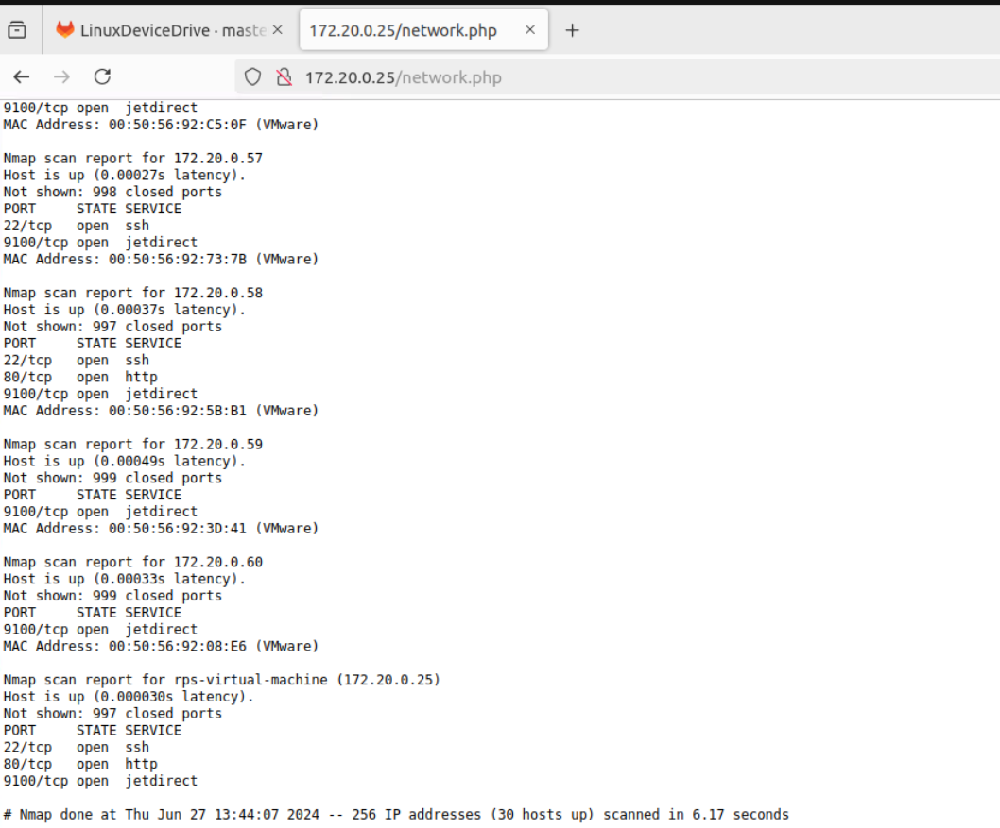 LinuxDeviceDrive · maste
172.20.0.25/network.php
172.20.0.25/network.php
9100/tcp open  jetdirect
MAC Address: 00:50:56:92:C5:0F (VMware)

Nmap scan report for 172.20.0.57
Host is up (0.00027s latency).
Not shown: 998 closed ports
PORT     STATE SERVICE
22/tcp   open  ssh
9100/tcp open  jetdirect
MAC Address: 00:50:56:92:73:7B (VMware)

Nmap scan report for 172.20.0.58
Host is up (0.00037s latency).
Not shown: 997 closed ports
PORT     STATE SERVICE
22/tcp   open  ssh
80/tcp   open  http
9100/tcp open  jetdirect
MAC Address: 00:50:56:92:5B:B1 (VMware)

Nmap scan report for 172.20.0.59
Host is up (0.00049s latency).
Not shown: 999 closed ports
PORT     STATE SERVICE
9100/tcp open  jetdirect
MAC Address: 00:50:56:92:3D:41 (VMware)

Nmap scan report for 172.20.0.60
Host is up (0.00033s latency).
Not shown: 999 closed ports
PORT     STATE SERVICE
9100/tcp open  jetdirect
MAC Address: 00:50:56:92:08:E6 (VMware)

Nmap scan report for rps-virtual-machine (172.20.0.25)
Host is up (0.000030s latency).
Not shown: 997 closed ports
PORT     STATE SERVICE
22/tcp   open  ssh
80/tcp   open  http
9100/tcp open  jetdirect

# Nmap done at Thu Jun 27 13:44:07 2024 -- 256 IP addresses (30 hosts up) scanned in 6.17 seconds